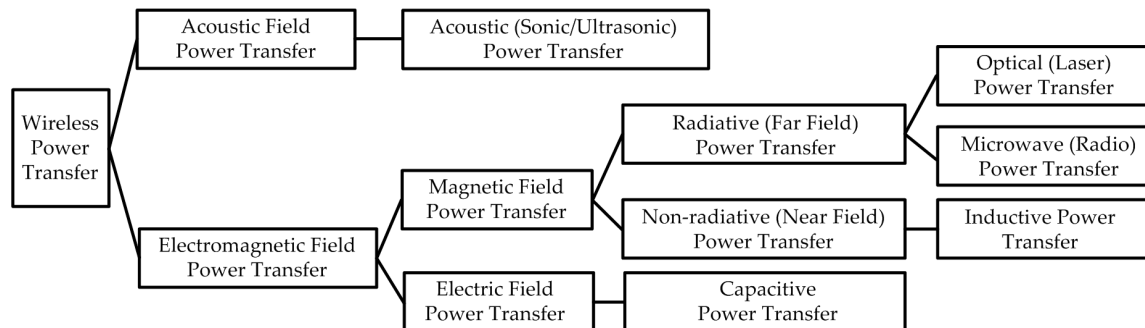 Wireless
Power
Transfer
Acoustic Field
Power Transfer
Acoustic (Sonic/Ultrasonic)
Power Transfer
Electromagnetic Field
Power Transfer
Magnetic Field
Power Transfer
Radiative (Far Field)
Power Transfer
Optical (Laser)
Power Transfer
Microwave (Radio)
Power Transfer
Non-radiative (Near Field)
Power Transfer
Inductive Power
Transfer
Electric Field
Power Transfer
Capacitive
Power Transfer